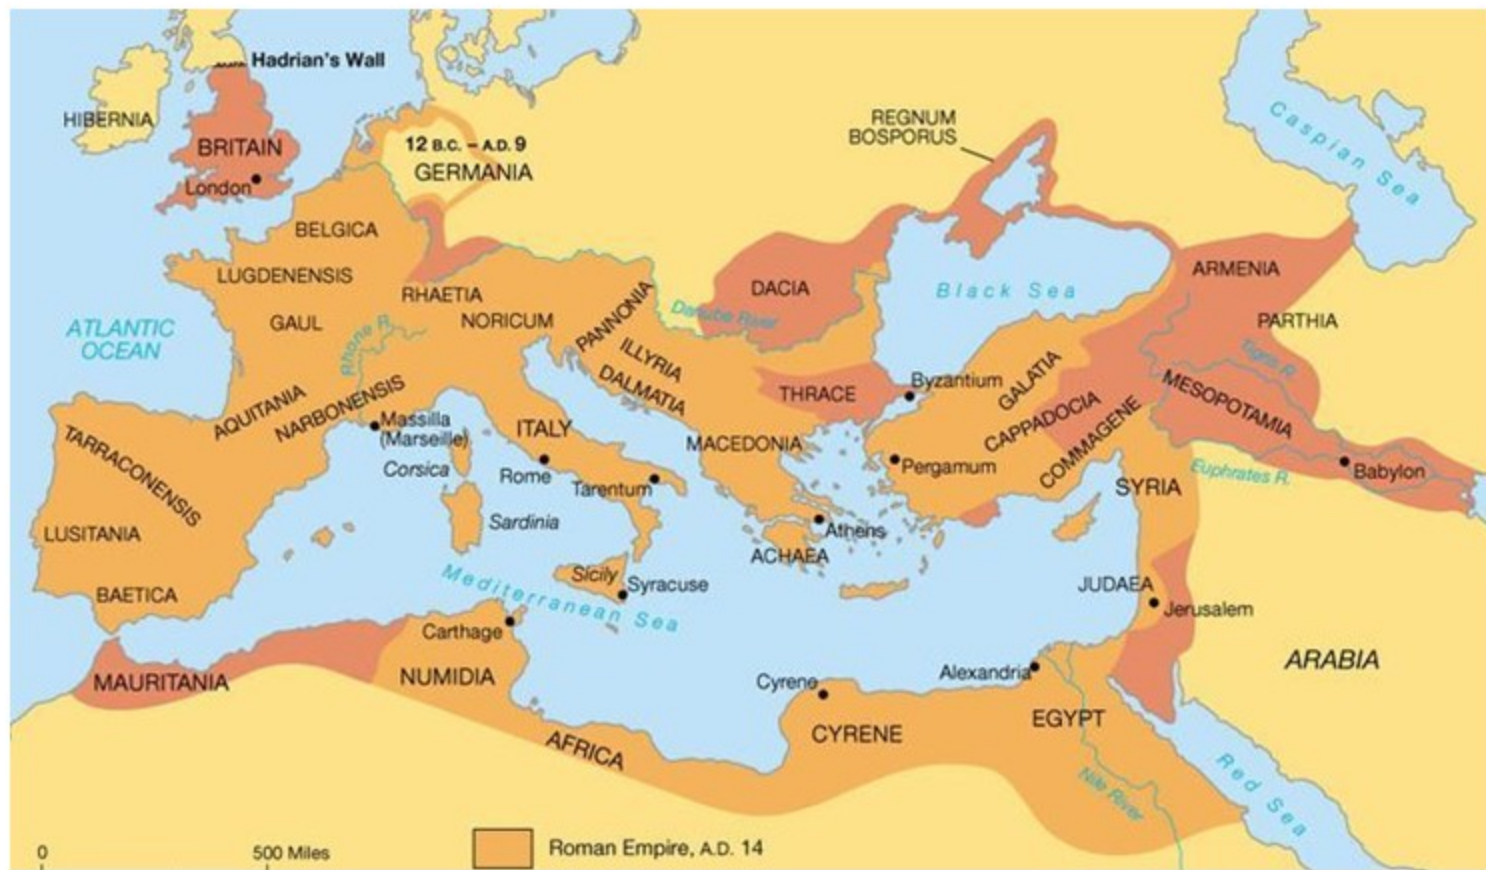 Hadrian's Wall
HIBERNIA
BRITAIN
London
12 B.C. – A.D. 9
GERMANIA
REGNUM
BOSPORUS
Caspian Sea
BELGICA
LUGDENENSIS
GAUL
RHAETIA
NORICUM
PANNONIA
ILLYRIA
DALMATIA
Danube River
DACIA
Black Sea
ARMENIA
PARTHIA
Tigris R.
ATLANTIC
OCEAN
Rhone R.
AQUITANIA
NARBONENSIS
Massilla
(Marseille)
Corsica
ITALY
Rome
Tarentum
THRACE
Byzantium
GALATIA
CAPPADOCIA
COMMAGENE
MESOPOTAMIA
MACEDONIA
Pergamum
Babylon
Euphrates R.
SYRIA
TARRACONENSIS
LUSITANIA
BAETICA
Sardinia
Athens
ACHAEA
Sicily
Syracuse
Mediterranean Sea
JUDAEA
Jerusalem
Carthage
MAURITANIA
NUMIDIA
ARABIA
Cyrene
Alexandria
AFRICA
CYRENE
EGYPT
Nile River
Red Sea
0
500 Miles
Roman Empire, A.D. 14